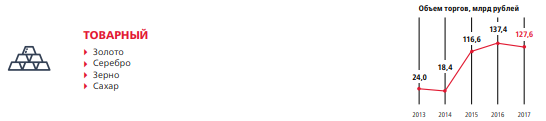 ТОВАРНЫЙ
Золото
Серебро
Зерно
Сахар
Объем торгов, млрд рублей
24,0
18,4
116,6
137,4
127,6
2013 2014 2015 2016 2017